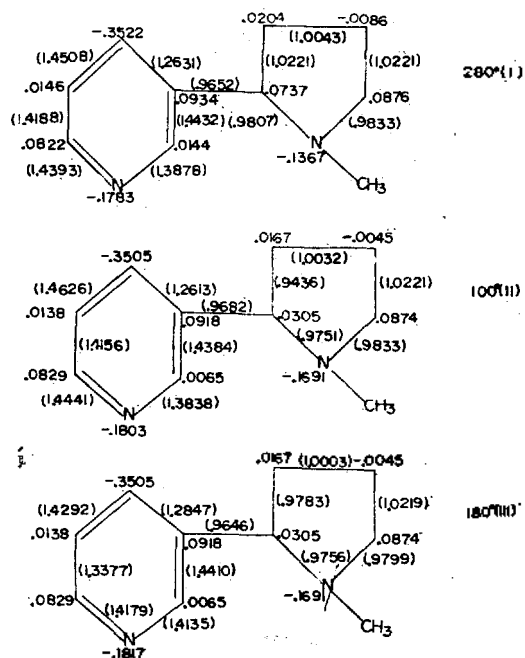 .0204 -.0086
-.3522 (1.0043)
(1.4508) (1.2631) (1.0221) (1.0221) 280°(I)
.0146 (.9652) .0737 .0876
.0934
(1.4188) (1.4432) (.9807) (.9833)
.0822 .0144 N
(1.4393) (1.3878) -.1367
N CH3
-.1783
.0167 -.0045
-.3505 (1.0032)
(1.4626) (1.2613) (.9436) (1.0221) 100°(II)
.0138 (.9682) .0305 .0874
.0918
(1.4156) (1.4384) (.9751) (.9833)
.0829 .0065 N
(1.4441) (1.3838) -.1691
N CH3
-.1803
.0167 (1.0003) -.0045
-.3505
(1.4292) (1.2847) (.9783) (1.0219) 180°(III)
.0138 (.9646) .0305 .0874
.0918
(1.3377) (1.4410) (.9756) (.9799)
.0829 .0065 N
(1.4179) (1.4135) -.1691
N CH3
-.1817